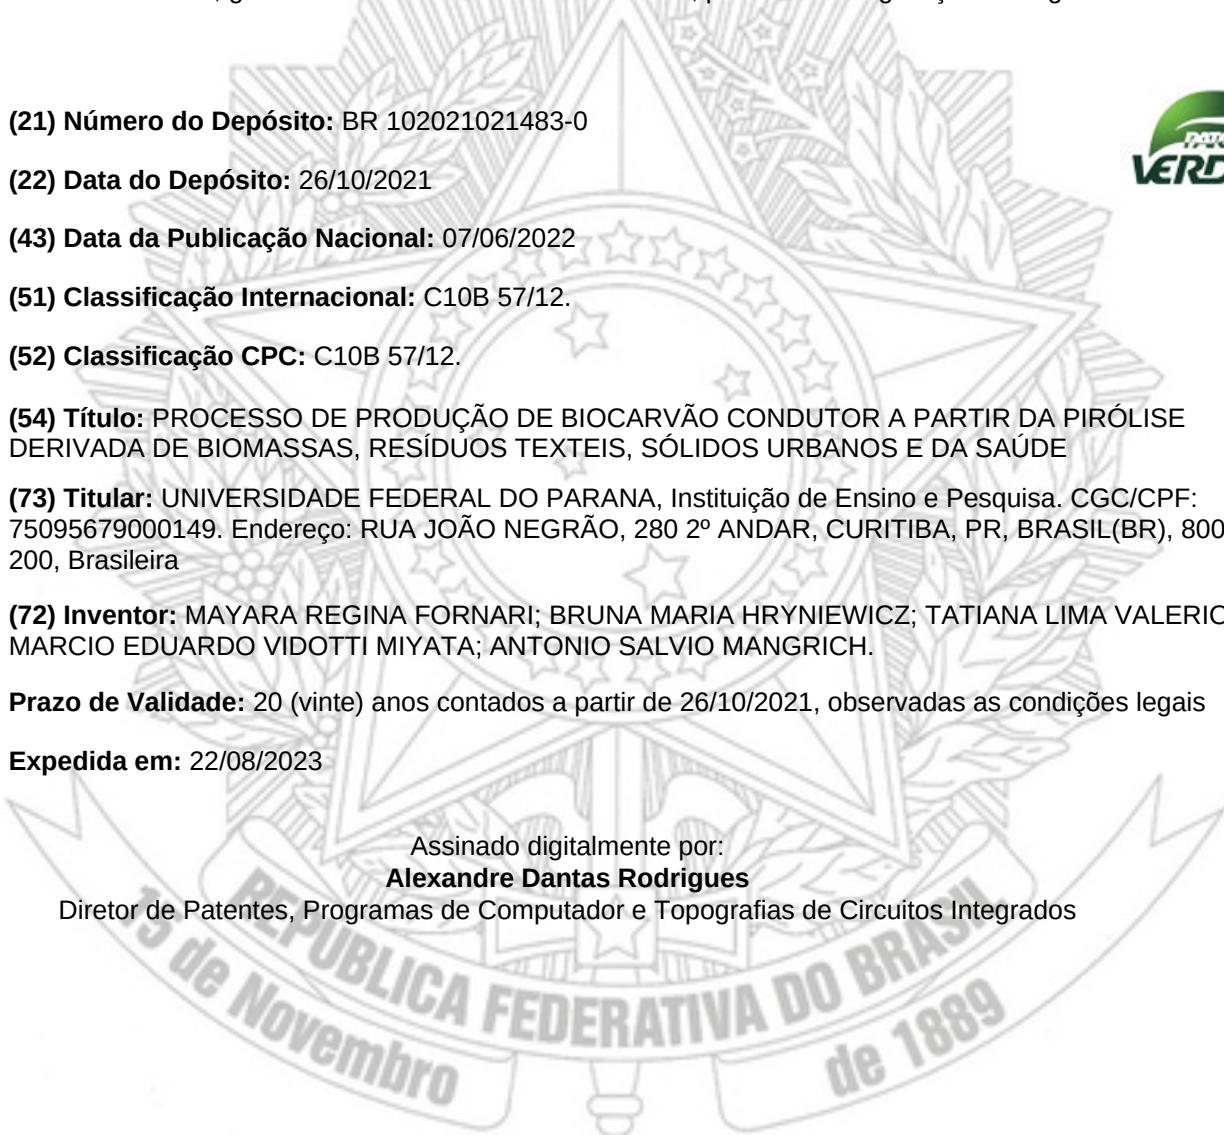 (21) Número do Depósito: BR 102021021483-0
(22) Data do Depósito: 26/10/2021
(43) Data da Publicação Nacional: 07/06/2022
(51) Classificação Internacional: C10B 57/12.
(52) Classificação CPC: C10B 57/12.
(54) Título: PROCESSO DE PRODUÇÃO DE BIOCARVÃO CONDUTOR A PARTIR DA PIRÓLISE
DERIVADA DE BIOMASSAS, RESÍDUOS TEXTEIS, SÓLIDOS URBANOS E DA SAÚDE
(73) Titular: UNIVERSIDADE FEDERAL DO PARANA, Instituição de Ensino e Pesquisa. CGC/CPF:
75095679000149. Endereço: RUA JOÃO NEGRÃO, 280 2º ANDAR, CURITIBA, PR, BRASIL(BR), 800
200, Brasileira
(72) Inventor: MAYARA REGINA FORNARI; BRUNA MARIA HRYNIEWICZ; TATIANA LIMA VALERIO
MARCIO EDUARDO VIDOTTI MIYATA; ANTONIO SALVIO MANGRICH.
Prazo de Validade: 20 (vinte) anos contados a partir de 26/10/2021, observadas as condições legais
Expedida em: 22/08/2023
Assinado digitalmente por:
Alexandre Dantas Rodrigues
Diretor de Patentes, Programas de Computador e Topografias de Circuitos Integrados
REPÚBLICA FEDERATIVA DO BRASIL
15 de Novembro de 1889